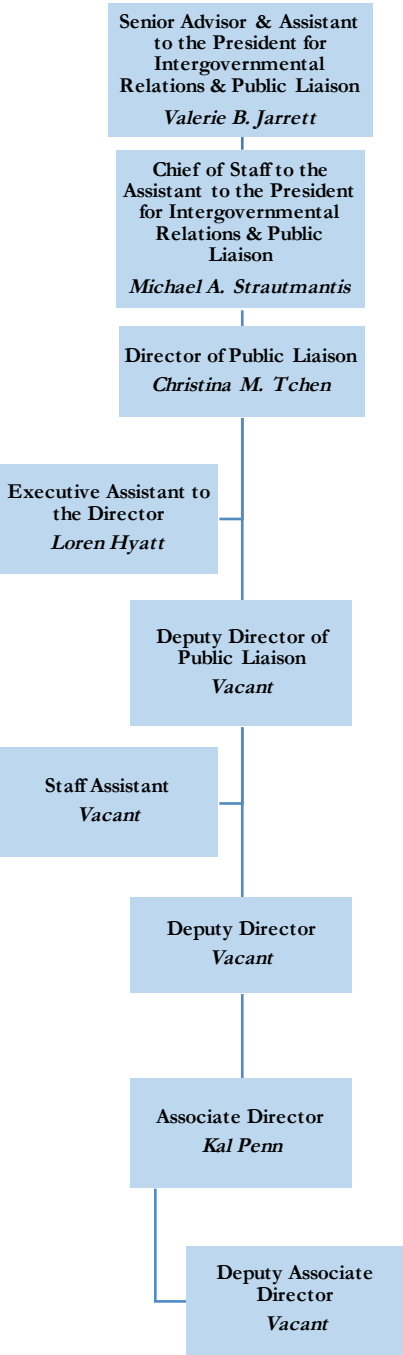 Senior Advisor & Assistant
to the President for
Intergovernmental
Relations & Public Liaison
Valerie B. Jarrett
Chief of Staff to the
Assistant to the President
for Intergovernmental
Relations & Public
Liaison
Michael A. Strautmantis
Director of Public Liaison
Christina M. Tchen
Executive Assistant to
the Director
Loren Hyatt
Deputy Director of
Public Liaison
Vacant
Staff Assistant
Vacant
Deputy Director
Vacant
Associate Director
Kal Penn
Deputy Associate
Director
Vacant